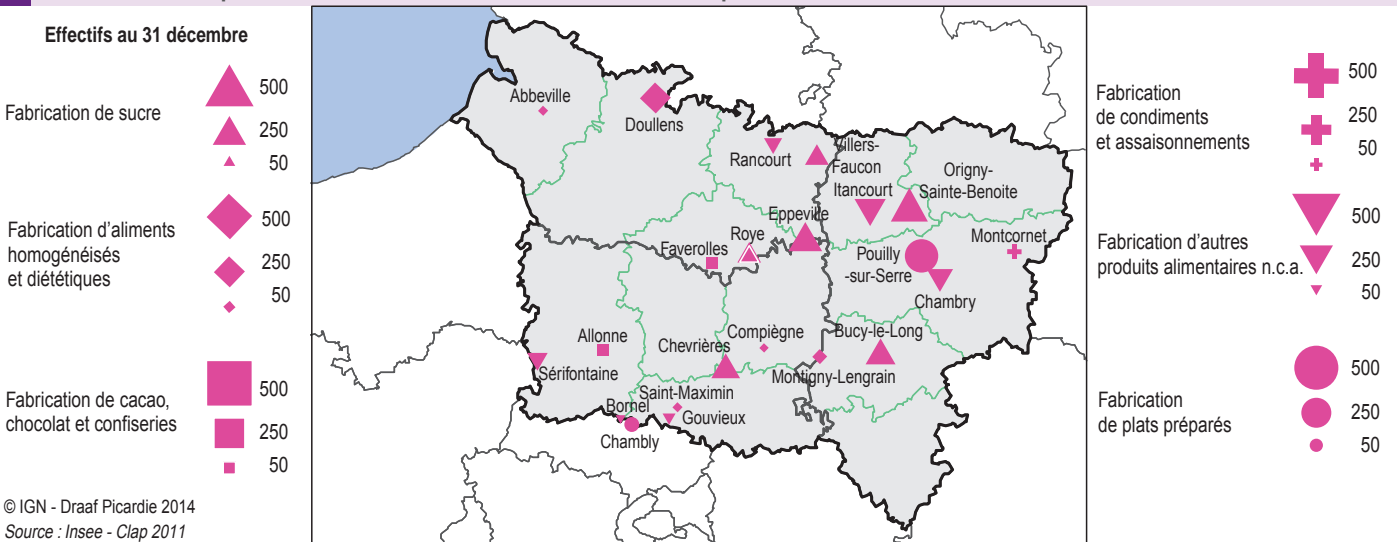 Effectifs au 31 décembre
Fabrication de sucre
500
250
50
Fabrication d'aliments
homogénéisés
et diététiques
500
250
50
Fabrication de cacao,
chocolat et confiseries
500
250
50
© IGN - Draaf Picardie 2014
Source : Insee - Clap 2011
Abbeville
Doullens
Rancourt
Villers-
Faucon
Itancourt
Origny-
Sainte-Benoite
Eppeville
Roye
Faverolles
Pouilly
-sur-Serre
Montcornet
Chambry
Allonne
Compiègne
Chevrières
Bucy-le-Long
Sérifontaine
Montigny-Lengrain
Saint-Maximin
Bornel
Gouvieux
Chambly
Fabrication
de condiments
et assaisonnements
500
250
50
Fabrication d'autres
produits alimentaires n.c.a.
500
250
50
Fabrication
de plats préparés
500
250
50